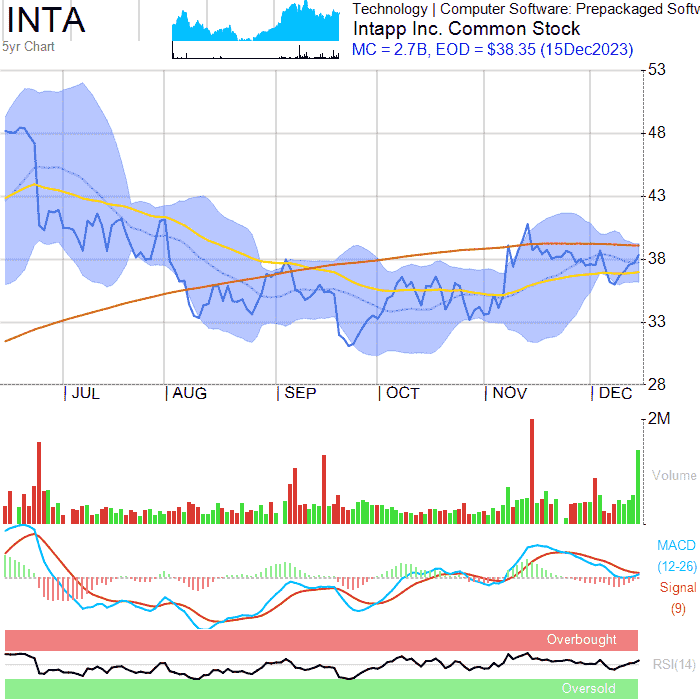 INTA
5yr Chart
Technology | Computer Software: Prepackaged Softw
Intapp Inc. Common Stock
MC = 2.7B, EOD = $38.35 (15Dec2023)
53
48
43
38
33
28
JUL AUG SEP OCT NOV DEC
2M
Volume
MACD
(12-26)
Signal
(9)
Overbought
RSI(14)
Oversold